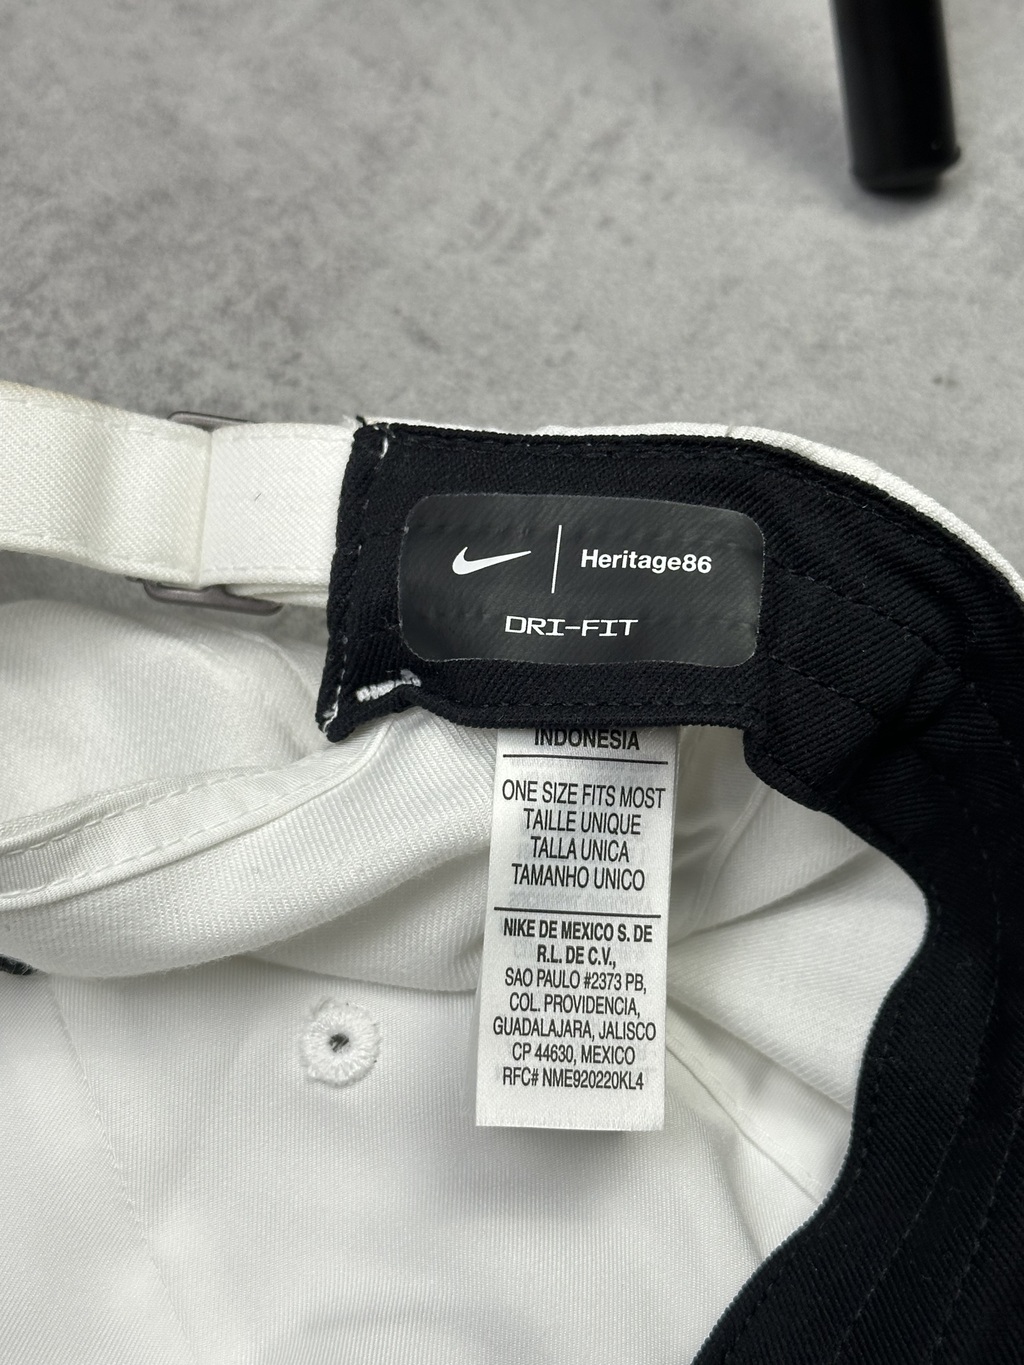 Heritage86
DRI-FIT
INDONESIA
ONE SIZE FITS MOST
TAILLE UNIQUE
TALLA UNICA
TAMANHO UNICO
NIKE DE MEXICO S. DE
R.L. DE C.V.,
SAO PAULO #2373 PB,
COL. PROVIDENCIA,
GUADALAJARA, JALISCO
CP 44630, MEXICO
RFC# NME920220KL4